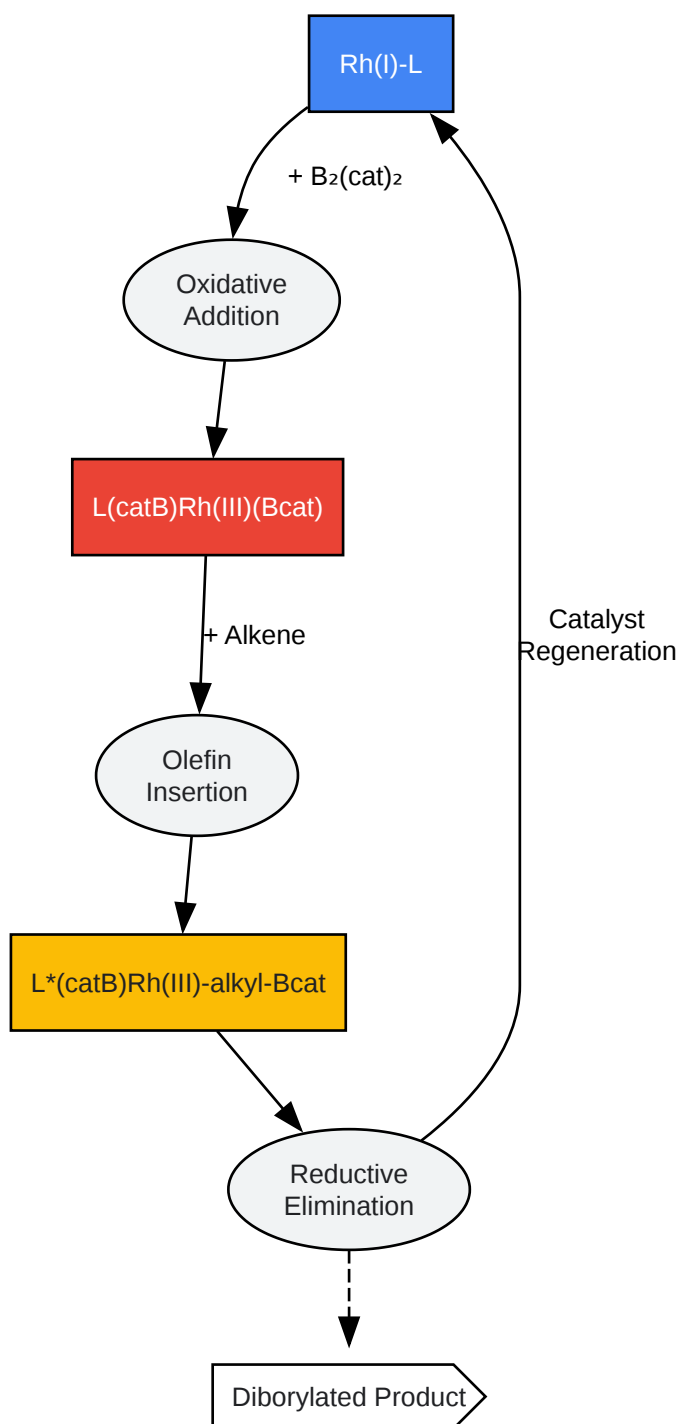 Rh(I)-L
+ B₂(cat)₂
Oxidative
Addition
L(catB)Rh(III)(Bcat)
+ Alkene
Catalyst
Regeneration
Olefin
Insertion
L*(catB)Rh(III)-alkyl-Bcat
Reductive
Elimination
Diborylated Product